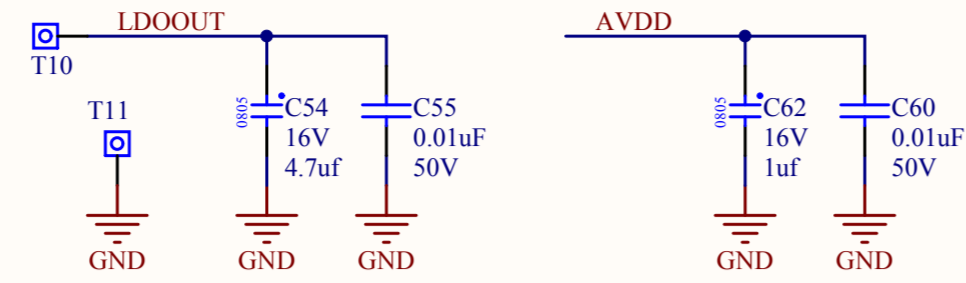 LDOOUT
T10
T11
0805
C54
16V
4.7uf
C55
0.01uF
50V
GND
GND
GND
AVDD
0805
C62
16V
1uf
C60
0.01uF
50V
GND
GND